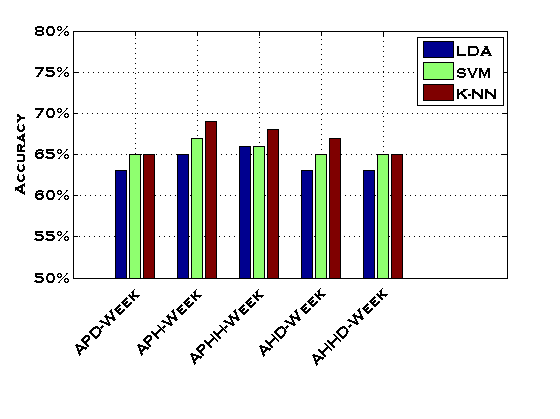 80%
75%
70%
65%
60%
55%
50%
Accuracy
LDA
SVM
K-NN
APD-Week
APH-Week
APHH-Week
AHD-Week
AHHD-Week